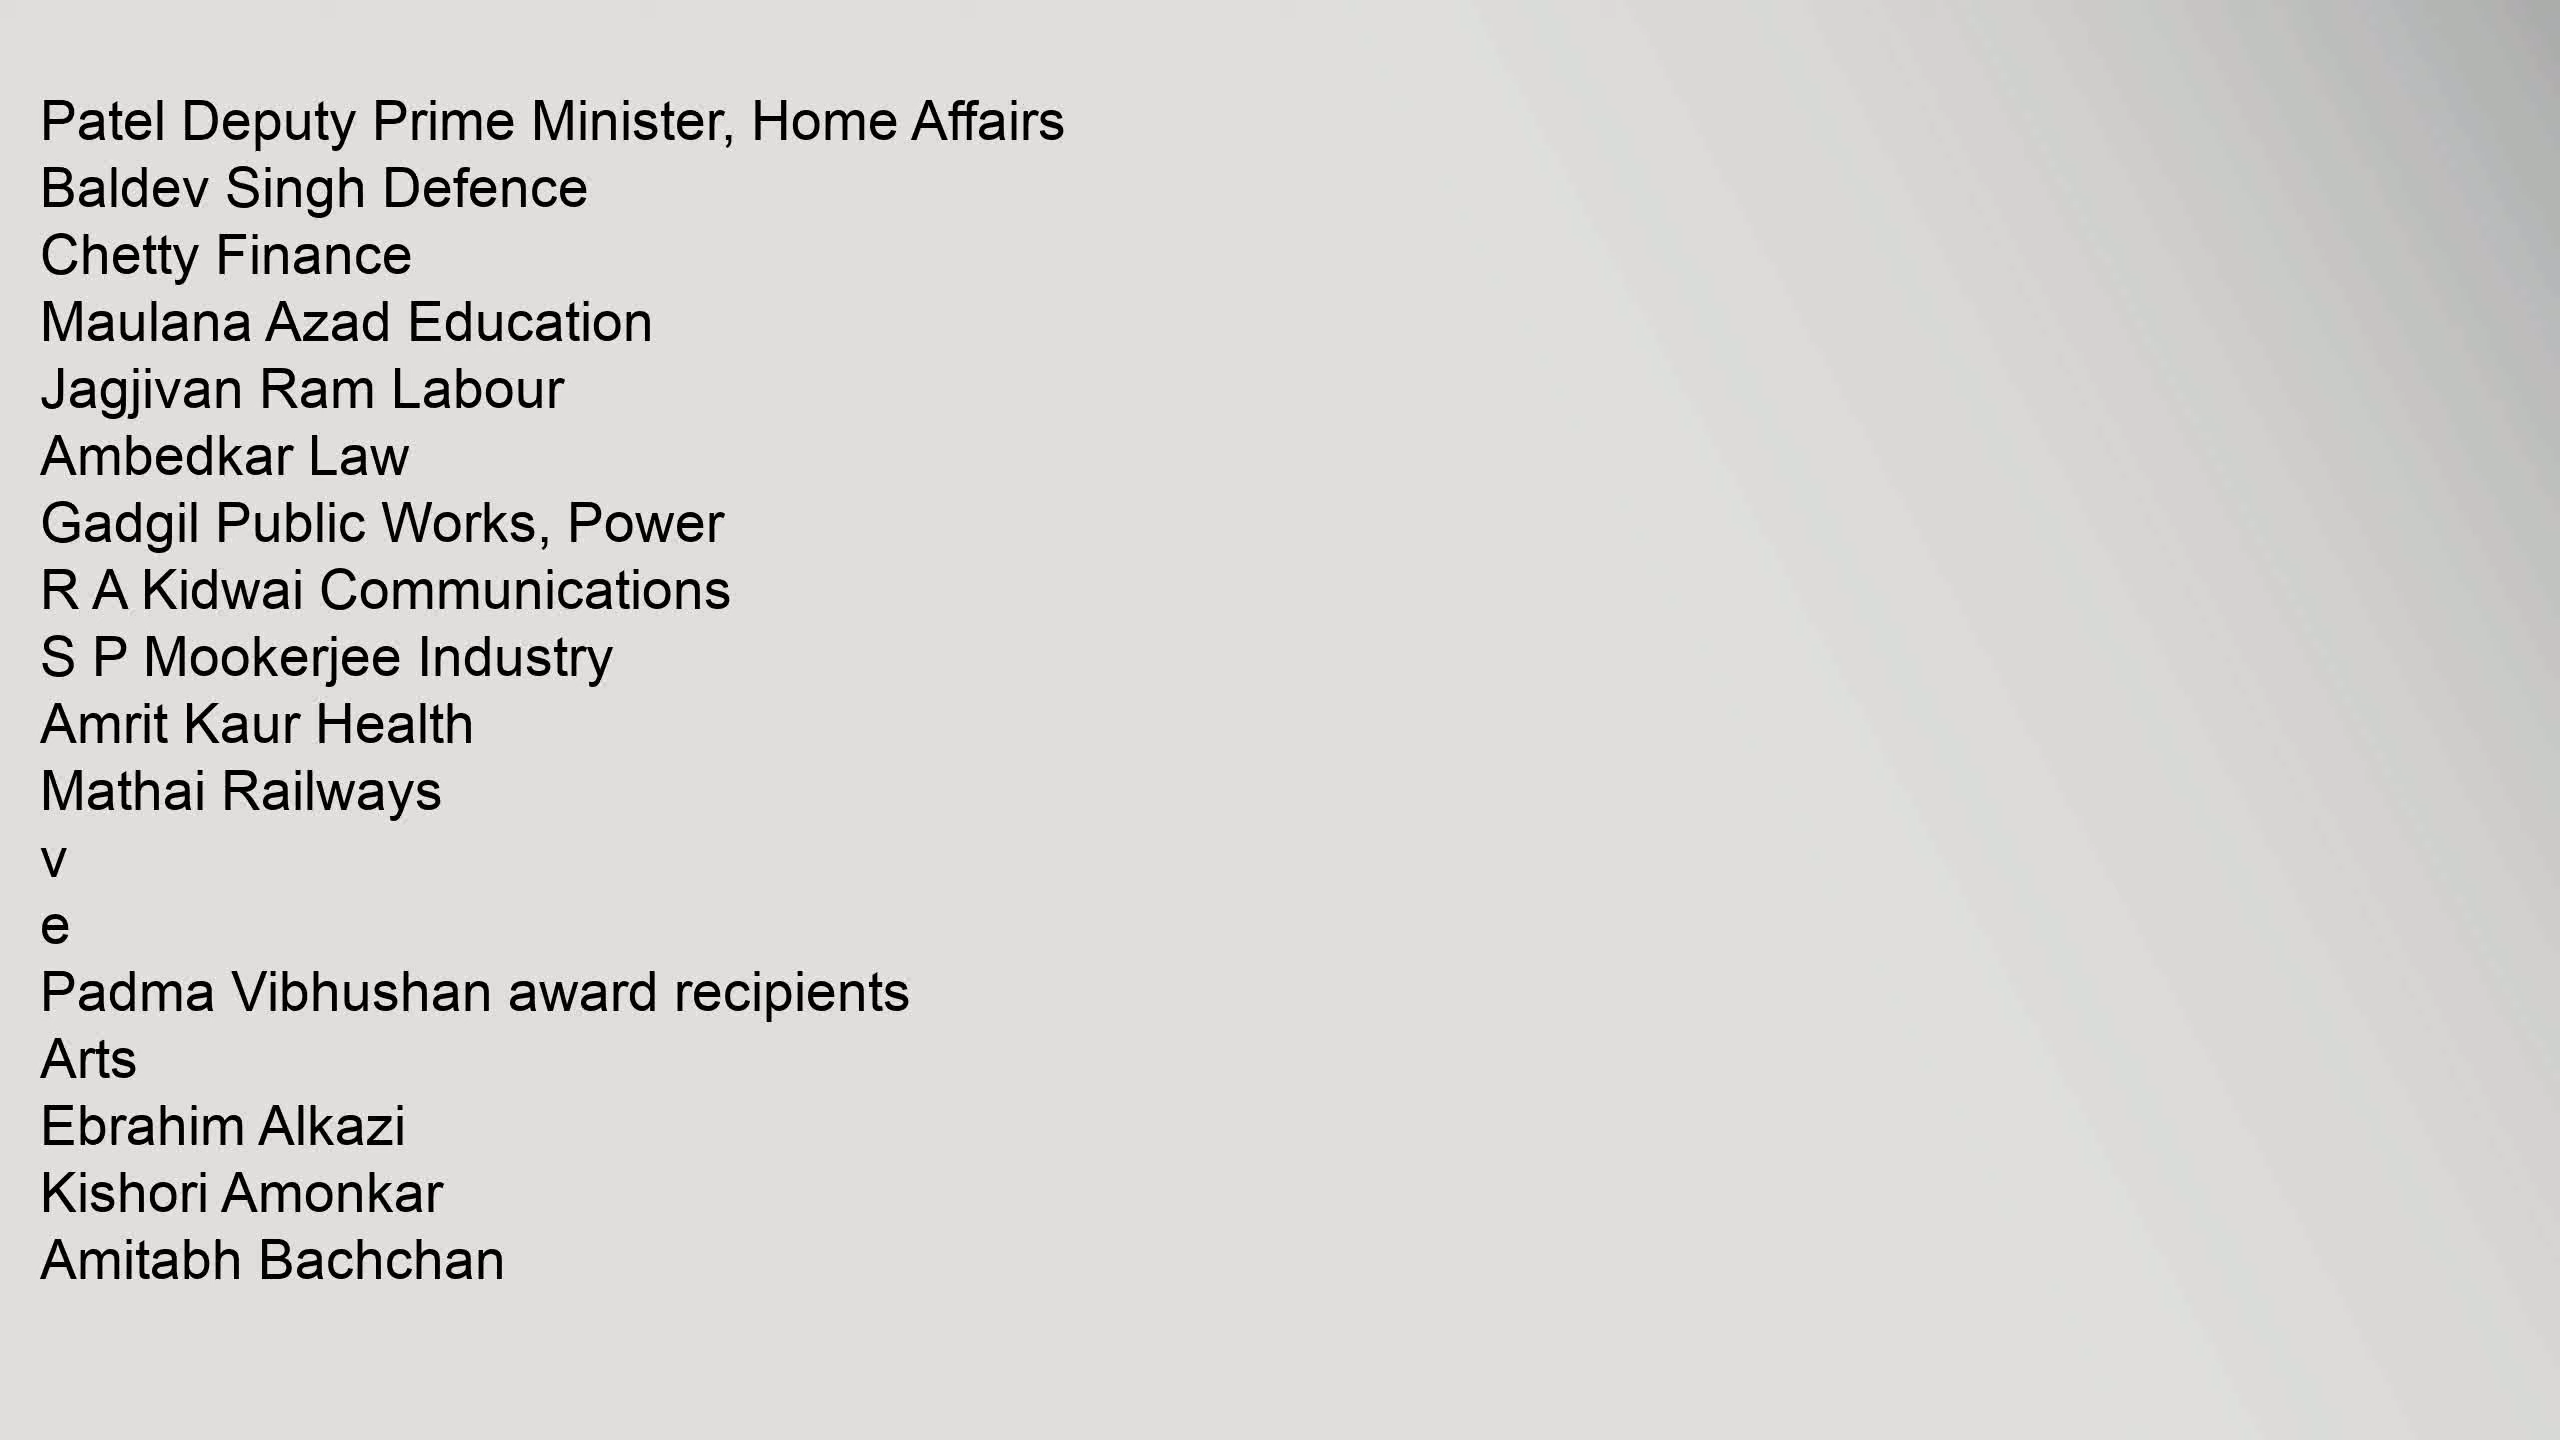 Patel Deputy Prime Minister, Home Affairs
Baldev Singh Defence
Chetty Finance
Maulana Azad Education
Jagjivan Ram Labour
Ambedkar Law
Gadgil Public Works, Power
R A Kidwai Communications
S P Mookerjee Industry
Amrit Kaur Health
Mathai Railways
v
e
Padma Vibhushan award recipients
Arts
Ebrahim Alkazi
Kishori Amonkar
Amitabh Bachchan